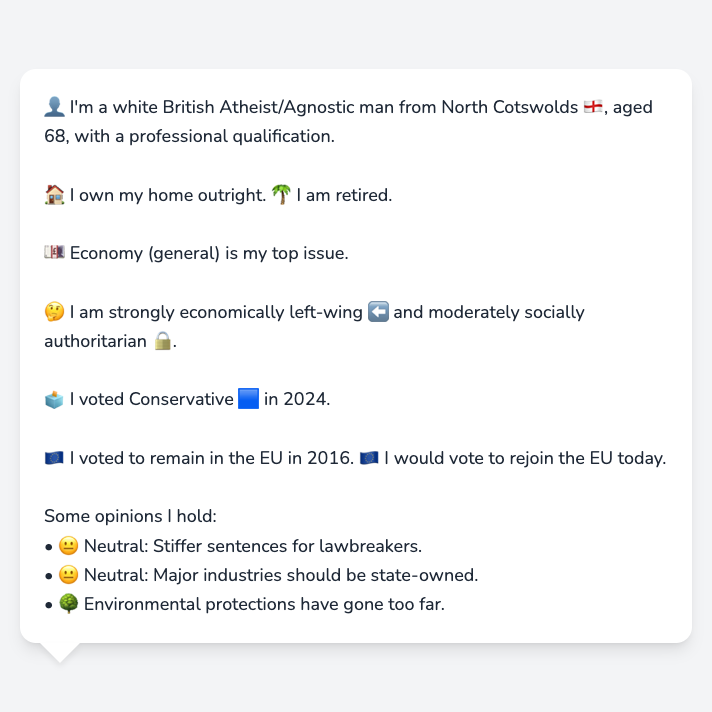 👤 I'm a white British Atheist/Agnostic man from North Cotswolds 🏴󠁧󠁢󠁥󠁮󠁧󠁿, aged
68, with a professional qualification.
🏠 I own my home outright. 🌴 I am retired.
💷 Economy (general) is my top issue.
🤔 I am strongly economically left-wing ⬅️ and moderately socially
authoritarian 🔒.
🗳️ I voted Conservative 🟦 in 2024.
🇪🇺 I voted to remain in the EU in 2016. 🇪🇺 I would vote to rejoin the EU today.
Some opinions I hold:
• 😐 Neutral: Stiffer sentences for lawbreakers.
• 😐 Neutral: Major industries should be state-owned.
• 🌳 Environmental protections have gone too far.